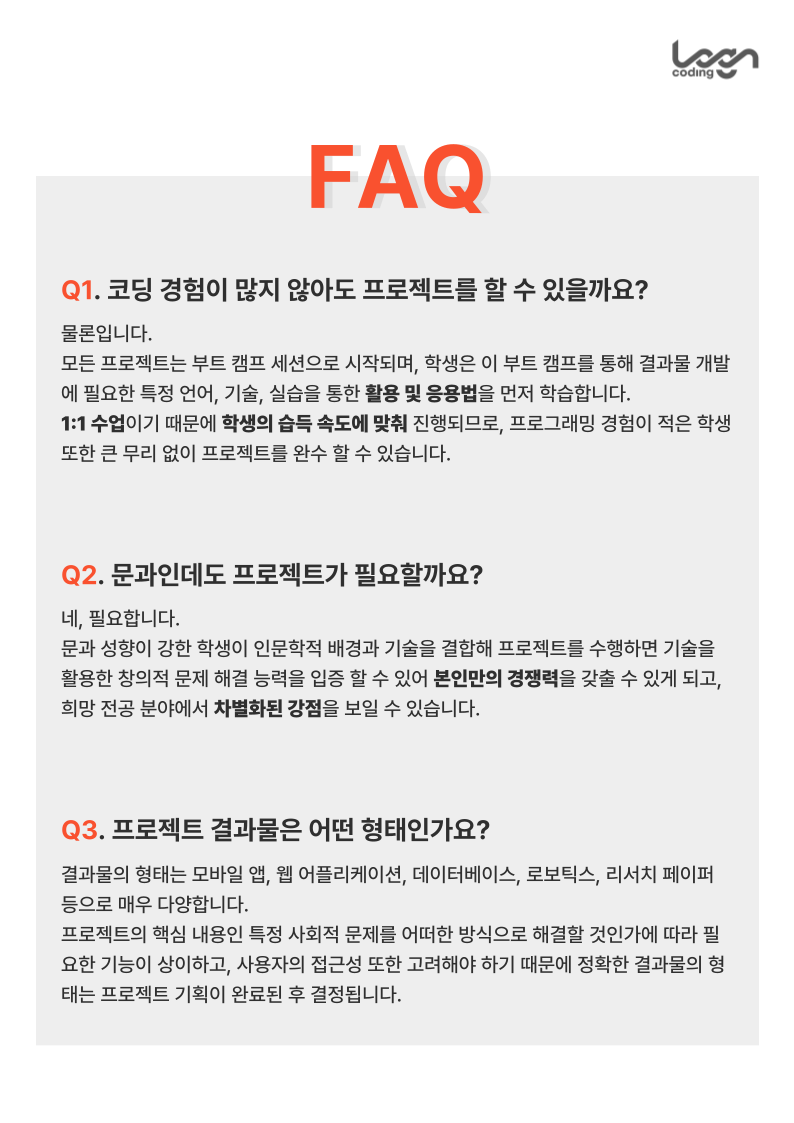 coding
FAQ
Q1. 코딩 경험이 많지 않아도 프로젝트를 할 수 있을까요?
물론입니다.
모든 프로젝트는 부트 캠프 세션으로 시작되며, 학생은 이 부트 캠프를 통해 결과물 개발
에 필요한 특정 언어, 기술, 실습을 통한 활용 및 응용법을 먼저 학습합니다.
1:1 수업이기 때문에 학생의 습득 속도에 맞춰 진행되므로, 프로그래밍 경험이 적은 학생
또한 큰 무리 없이 프로젝트를 완수 할 수 있습니다.
Q2. 문과인데도 프로젝트가 필요할까요?
네, 필요합니다.
문과 성향이 강한 학생이 인문학적 배경과 기술을 결합해 프로젝트를 수행하면 기술을
활용한 창의적 문제 해결 능력을 입증 할 수 있어 본인만의 경쟁력을 갖출 수 있게 되고,
희망 전공 분야에서 차별화된 강점을 보일 수 있습니다.
Q3. 프로젝트 결과물은 어떤 형태인가요?
결과물의 형태는 모바일 앱, 웹 어플리케이션, 데이터베이스, 로보틱스, 리서치 페이퍼
등으로 매우 다양합니다.
프로젝트의 핵심 내용인 특정 사회적 문제를 어떠한 방식으로 해결할 것인가에 따라 필
요한 기능이 상이하고, 사용자의 접근성 또한 고려해야 하기 때문에 정확한 결과물의 형
태는 프로젝트 기획이 완료된 후 결정됩니다.